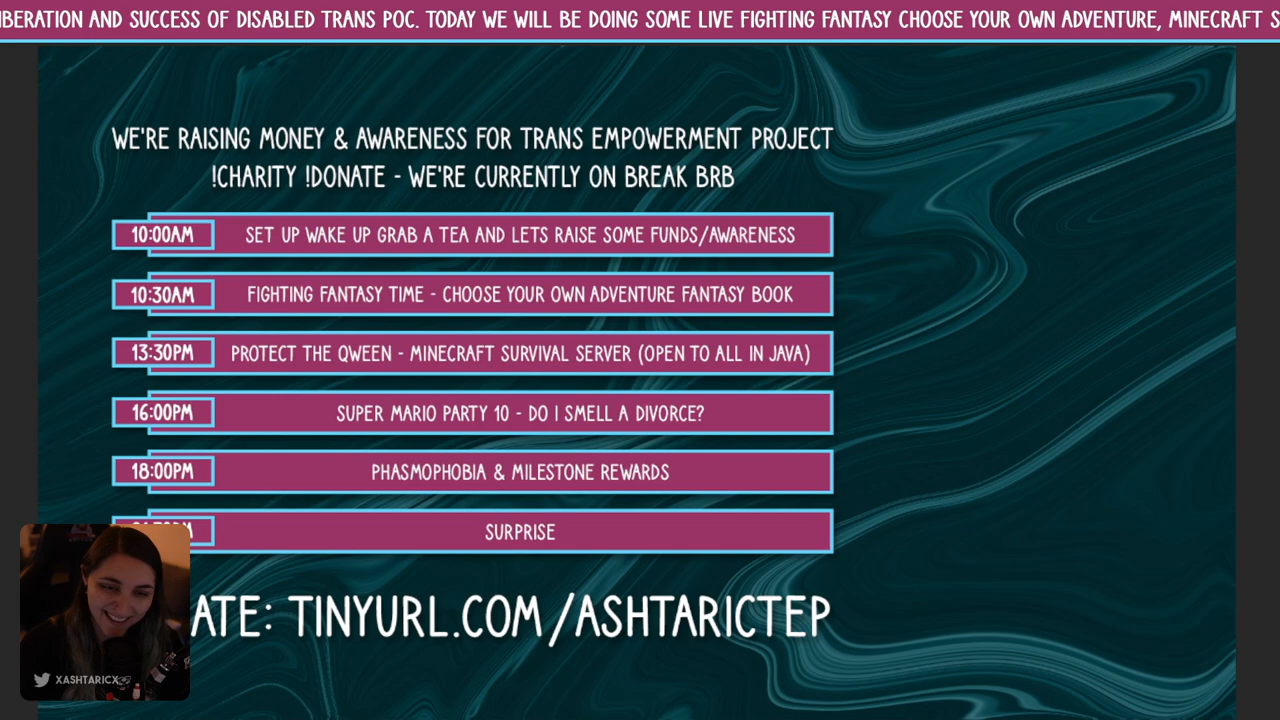 BERATION AND SUCCESS OF DISABLED TRANS POC. TODAY WE WILL BE DOING SOME LIVE FIGHTING FANTASY CHOOSE YOUR OWN ADVENTURE, MINECRAFT S
WE'RE RAISING MONEY & AWARENESS FOR TRANS EMPOWERMENT PROJECT
!CHARITY !DONATE - WE'RE CURRENTLY ON BREAK BRB
10:00AM SET UP WAKE UP GRAB A TEA AND LETS RAISE SOME FUNDS/AWARENESS
10:30AM FIGHTING FANTASY TIME - CHOOSE YOUR OWN ADVENTURE FANTASY BOOK
13:30PM PROTECT THE QWEEN - MINECRAFT SURVIVAL SERVER (OPEN TO ALL IN JAVA)
16:00PM SUPER MARIO PARTY 10 - DO I SMELL A DIVORCE?
18:00PM PHASMOPHOBIA & MILESTONE REWARDS
SURPRISE
ATE: TINYURL.COM/ASHTARICTEP
XASHTARICX